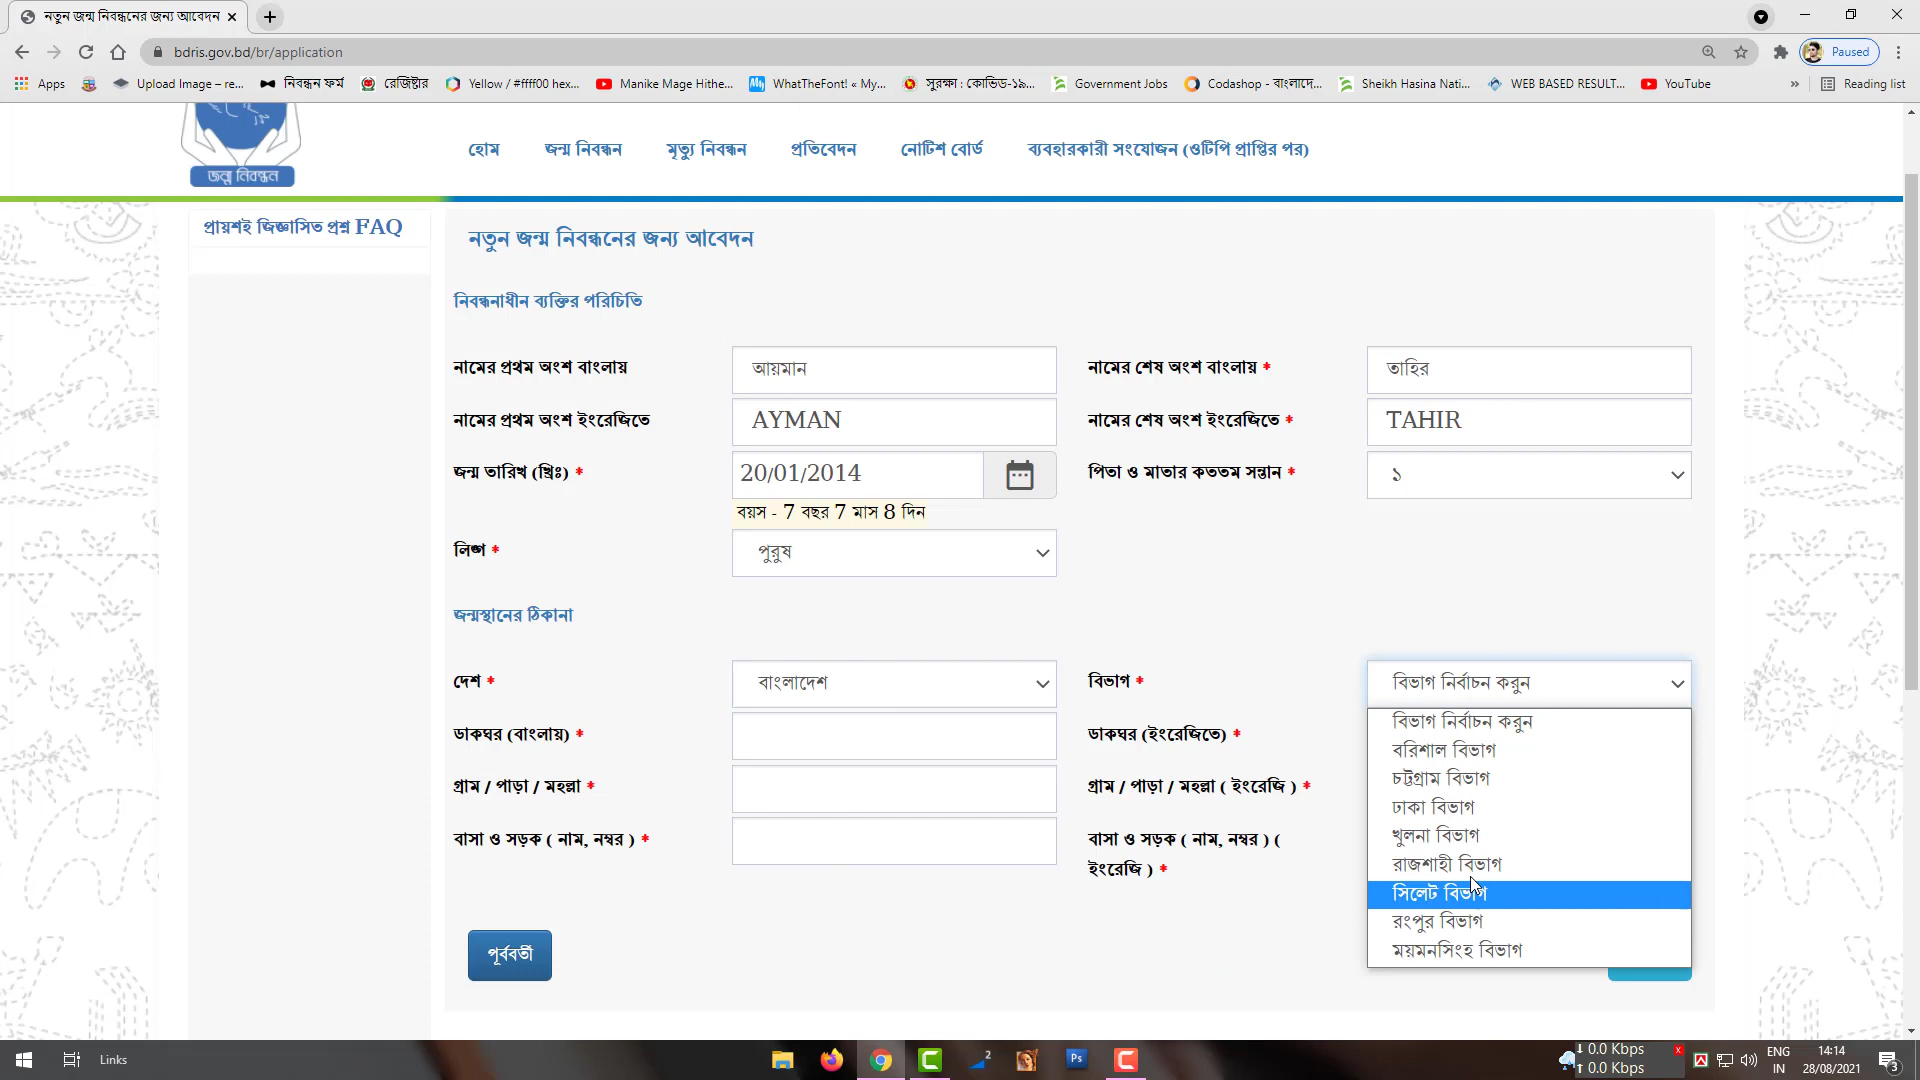 নতুন জন্ম নিবন্ধনের জন্য আবেদন
bdris.gov.bd/br/application
Paused
Apps
Upload Image – re...
নিবন্ধন ফর্ম
রেজিষ্টার
Yellow / #ffff00 hex...
Manike Mage Hithe...
WhatTheFont! « My...
সুরক্ষা : কোভিড-১৯...
Government Jobs
Codashop - বাংলাদে...
Sheikh Hasina Nati...
WEB BASED RESULT...
YouTube
»
Reading list
জন্ম নিবন্ধন
হোম
জন্ম নিবন্ধন
মৃত্যু নিবন্ধন
প্রতিবেদন
নোটিশ বোর্ড
ব্যবহারকারী সংযোজন (ওটিপি প্রাপ্তির পর)
প্রায়শই জিজ্ঞাসিত প্রশ্ন FAQ
নতুন জন্ম নিবন্ধনের জন্য আবেদন
নিবন্ধনাধীন ব্যক্তির পরিচিতি
নামের প্রথম অংশ বাংলায়
আয়মান
নামের শেষ অংশ বাংলায় *
তাহির
নামের প্রথম অংশ ইংরেজিতে
AYMAN
নামের শেষ অংশ ইংরেজিতে *
TAHIR
জন্ম তারিখ (খ্রিঃ) *
20/01/2014
পিতা ও মাতার কততম সন্তান *
১
বয়স - 7 বছর 7 মাস 8 দিন
লিঙ্গ *
পুরুষ
জন্মস্থানের ঠিকানা
দেশ *
বাংলাদেশ
বিভাগ *
বিভাগ নির্বাচন করুন
ডাকঘর (বাংলায়) *
ডাকঘর (ইংরেজিতে) *
গ্রাম / পাড়া / মহল্লা *
গ্রাম / পাড়া / মহল্লা ( ইংরেজি ) *
বাসা ও সড়ক ( নাম, নম্বর ) *
বাসা ও সড়ক ( নাম, নম্বর ) (
ইংরেজি ) *
বিভাগ নির্বাচন করুন
বরিশাল বিভাগ
চট্টগ্রাম বিভাগ
ঢাকা বিভাগ
খুলনা বিভাগ
রাজশাহী বিভাগ
সিলেট বিভাগ
রংপুর বিভাগ
ময়মনসিংহ বিভাগ
পূর্ববর্তী
Links
2
Ps
0.0 Kbps
0.0 Kbps
ENG
IN
14:14
28/08/2021
3